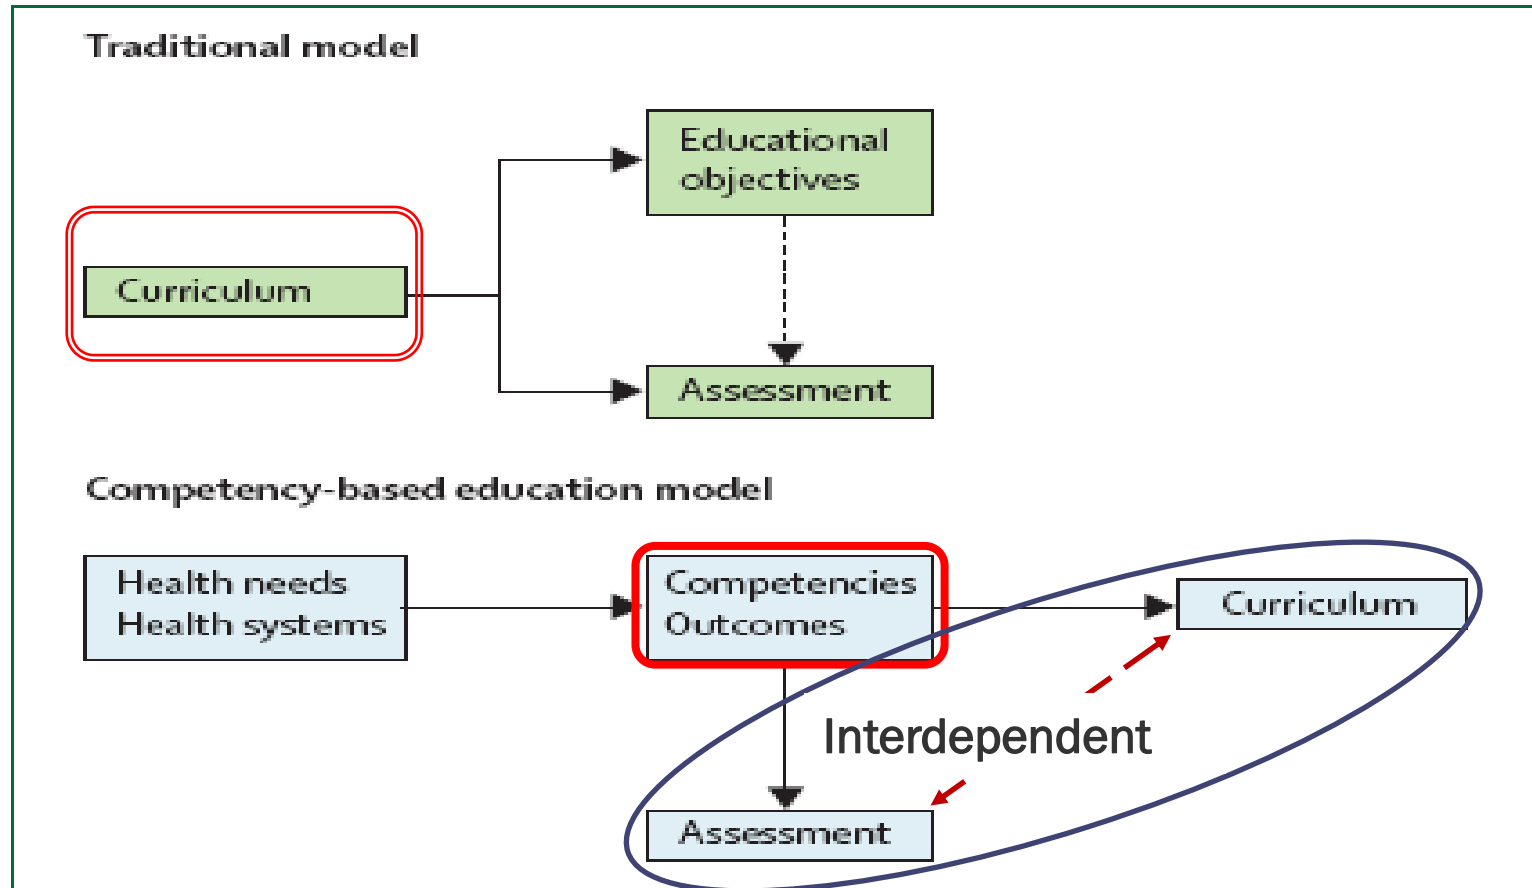 Traditional model
Educational
objectives
Curriculum
Assessment
Competency-based education model
Health needs
Health systems
Competencies
Outcomes
Curriculum
Interdependent
Assessment